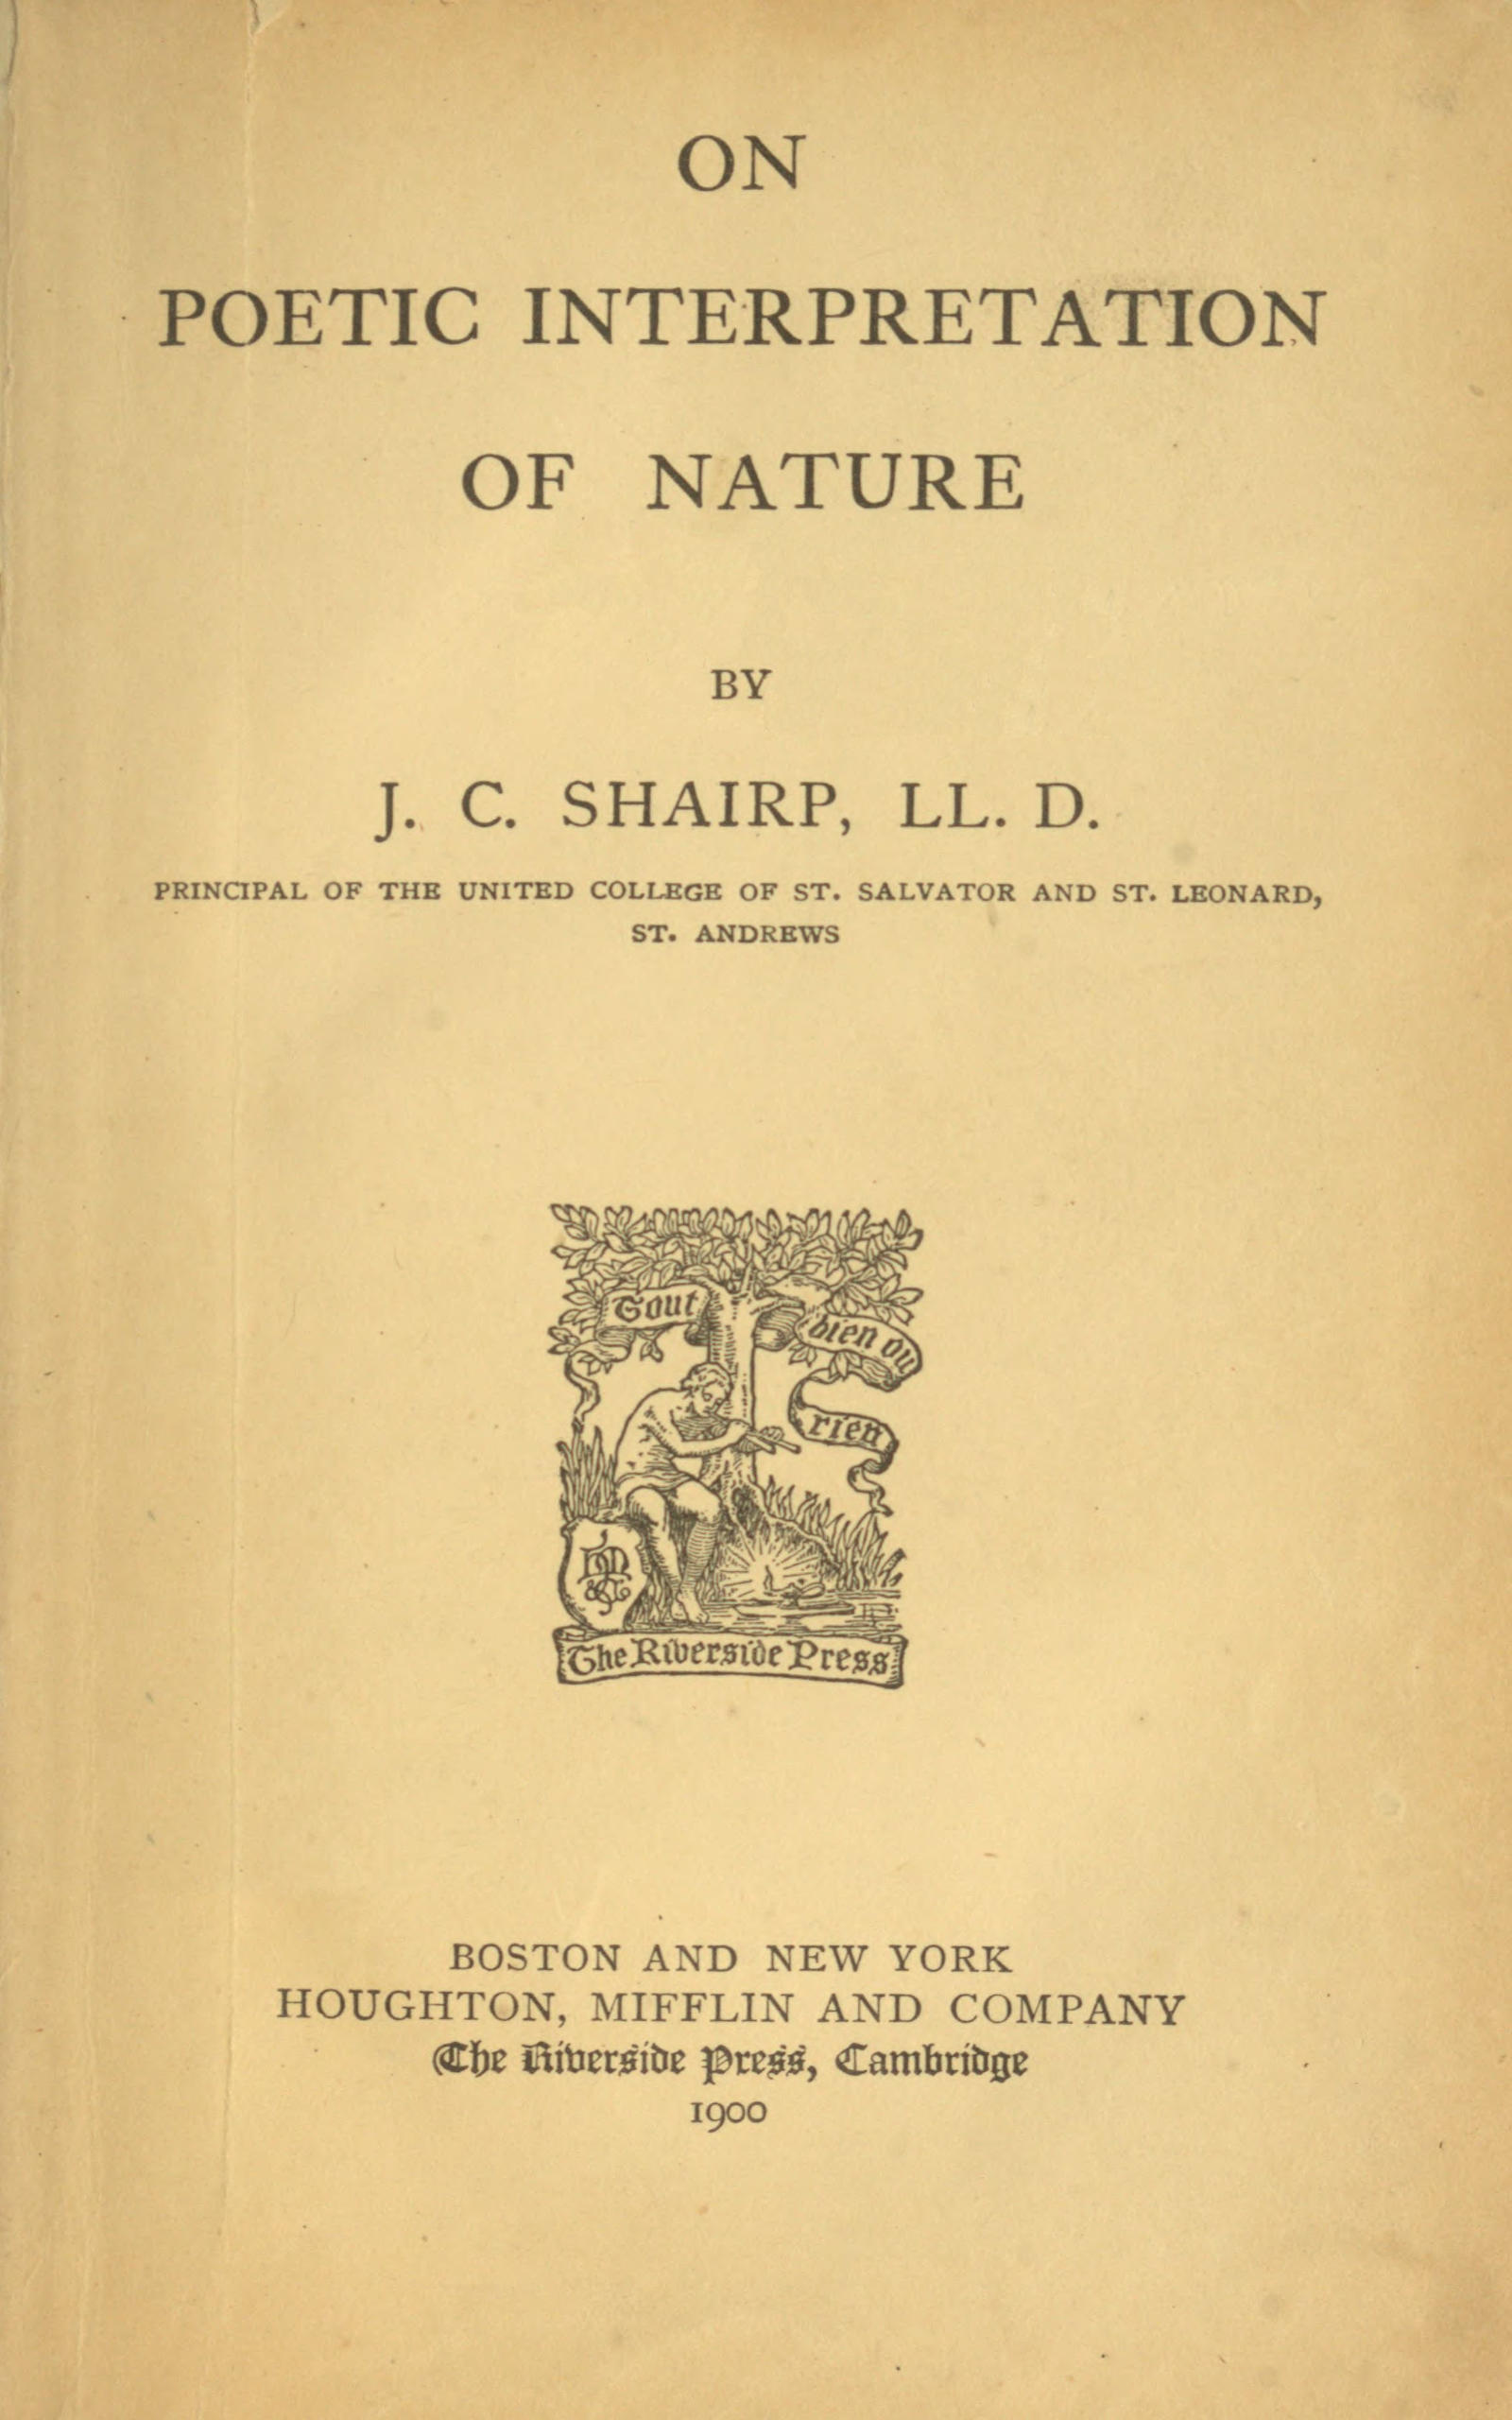 ON
POETIC INTERPRETATION
OF NATURE
BY
J. C. SHAIRP, LL. D.
PRINCIPAL OF THE UNITED COLLEGE OF ST. SALVATOR AND ST. LEONARD,
ST. ANDREWS
Tout
bien ou
rien
The Riverside Press
BOSTON AND NEW YORK
HOUGHTON, MIFFLIN AND COMPANY
The Riverside Press, Cambridge
1900